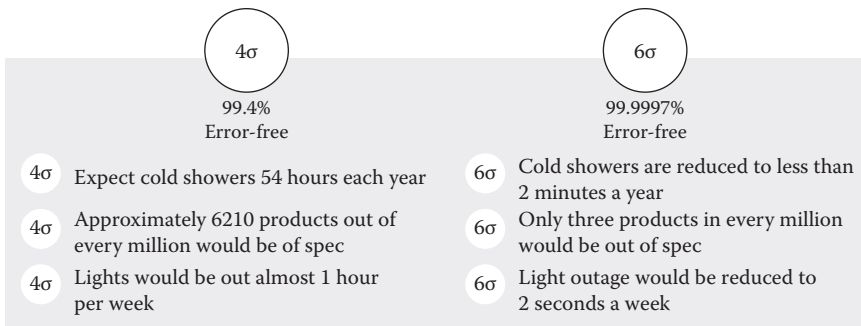 4σ
99.4%
Error-free
4σ Expect cold showers 54 hours each year
4σ Approximately 6210 products out of
every million would be of spec
4σ Lights would be out almost 1 hour
per week
6σ
99.9997%
Error-free
6σ Cold showers are reduced to less than
2 minutes a year
6σ Only three products in every million
would be out of spec
6σ Light outage would be reduced to
2 seconds a week